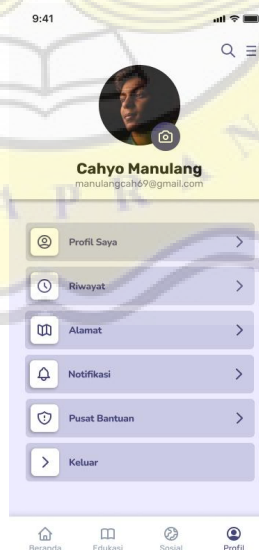 9:41
Cahyo Manulang
manulangcah69@gmail.com
Profil Saya
Riwayat
Alamat
Notifikasi
Pusat Bantuan
Keluar
Beranda Edukasi Sosial Profil